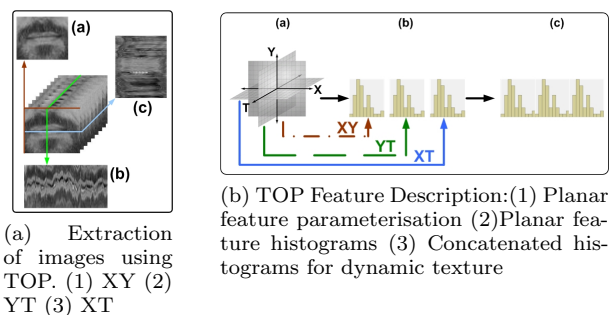 (a)
(c)
(b)
(a) Extraction
of images using
TOP. (1) XY (2)
YT (3) XT
(a)
(b)
(c)
Y
X
T
XY
YT
XT
(b) TOP Feature Description:(1) Planar
feature parameterisation (2)Planar fea-
ture histograms (3) Concatenated his-
tograms for dynamic texture